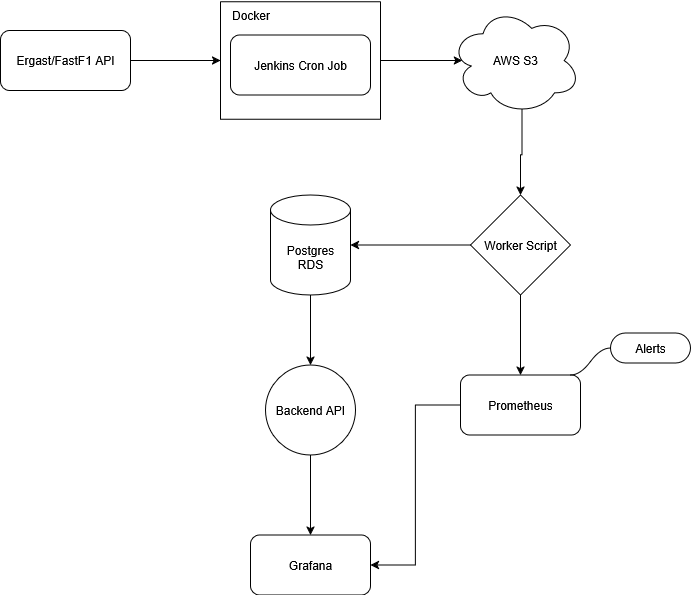 Docker
Ergast/FastF1 API
Jenkins Cron Job
AWS S3
Postgres
RDS
Worker Script
Alerts
Backend API
Prometheus
Grafana